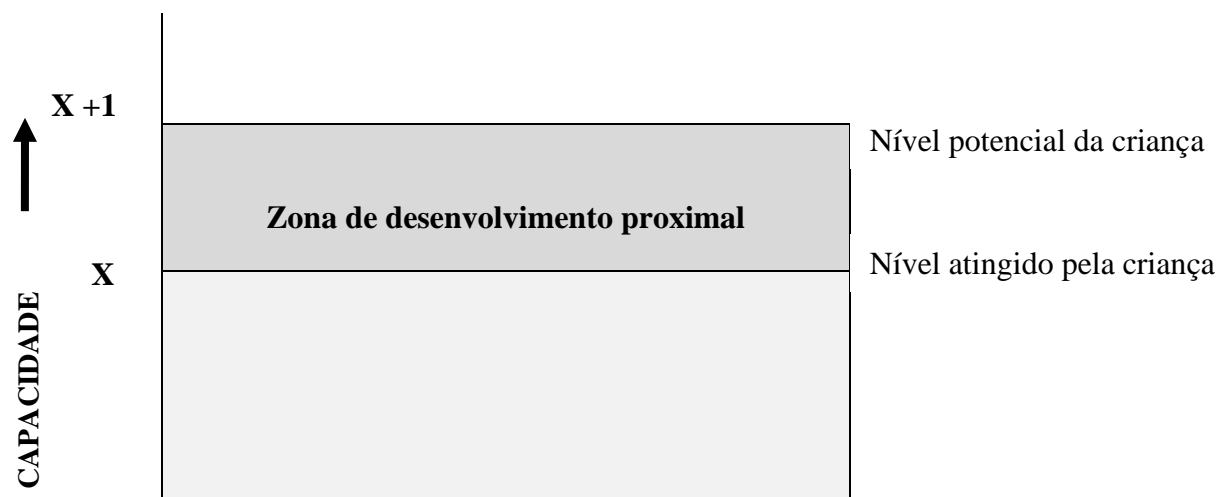 X +1
Nível potencial da criança
Zona de desenvolvimento proximal
Nível atingido pela criança
X
CAPACIDADE